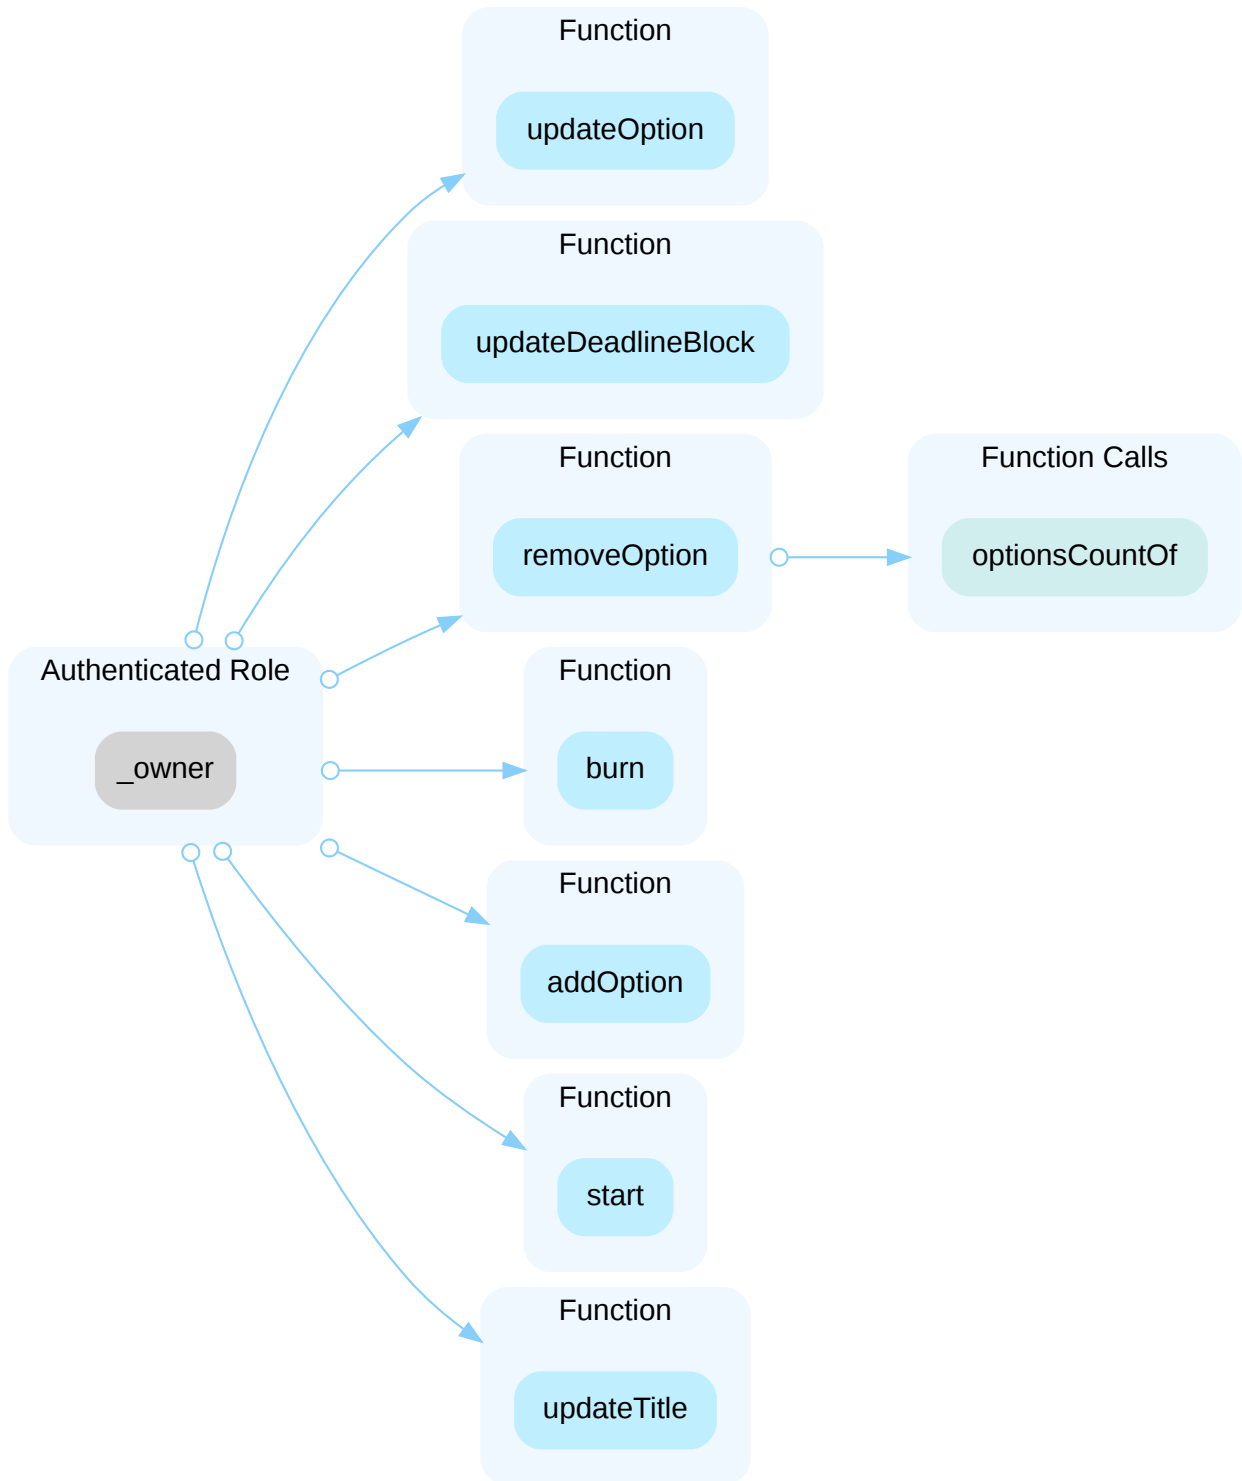 Function
updateOption
Function
updateDeadlineBlock
Function
removeOption
Function Calls
optionsCountOf
Authenticated Role
_owner
Function
burn
Function
addOption
Function
start
Function
updateTitle